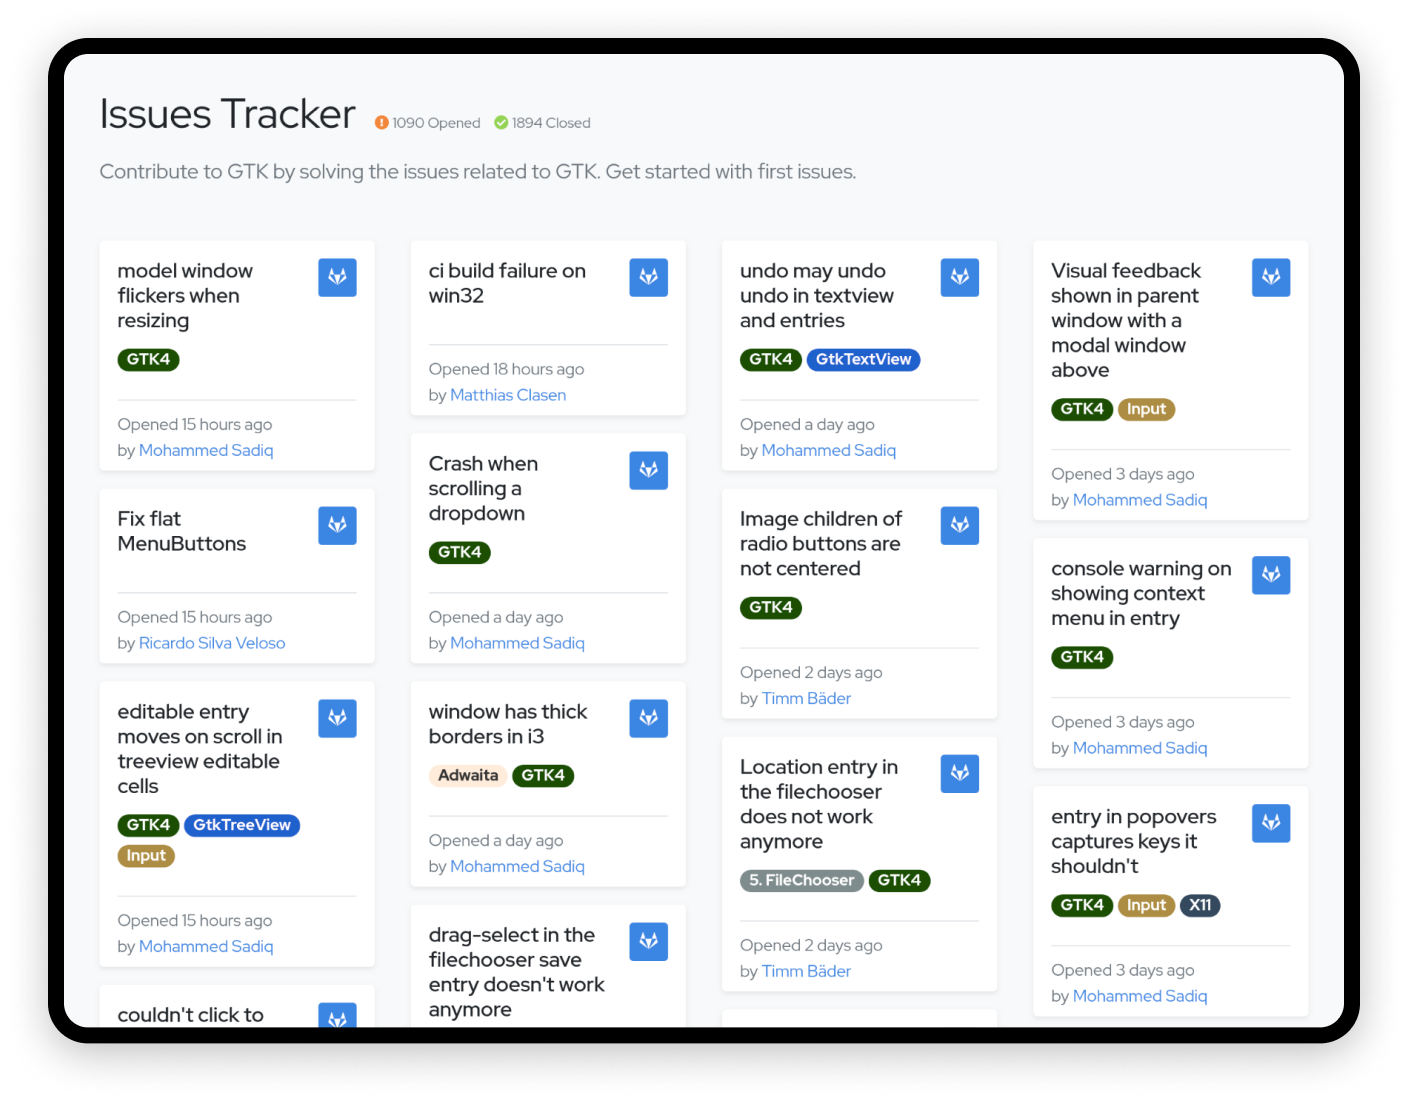 Issues Tracker
1090 Opened
1894 Closed
Contribute to GTK by solving the issues related to GTK. Get started with first issues.
model window
flickers when
resizing
GTK4
Opened 15 hours ago
by Mohammed Sadiq
Fix flat
MenuButtons
Opened 15 hours ago
by Ricardo Silva Veloso
editable entry
moves on scroll in
treeview editable
cells
GTK4 GtkTreeView
Input
Opened 15 hours ago
by Mohammed Sadiq
couldn't click to
ci build failure on
win32
Opened 18 hours ago
by Matthias Clasen
Crash when
scrolling a
dropdown
GTK4
Opened a day ago
by Mohammed Sadiq
window has thick
borders in i3
Adwaita GTK4
Opened a day ago
by Mohammed Sadiq
drag-select in the
filechooser save
entry doesn't work
anymore
undo may undo
undo in textview
and entries
GTK4 GtkTextView
Opened a day ago
by Mohammed Sadiq
Image children of
radio buttons are
not centered
GTK4
Opened 2 days ago
by Timm Bäder
Location entry in
the filechooser
does not work
anymore
5. FileChooser GTK4
Opened 2 days ago
by Timm Bäder
Visual feedback
shown in parent
window with a
modal window
above
GTK4 Input
Opened 3 days ago
by Mohammed Sadiq
console warning on
showing context
menu in entry
GTK4
Opened 3 days ago
by Mohammed Sadiq
entry in popovers
captures keys it
shouldn't
GTK4 Input X11
Opened 3 days ago
by Mohammed Sadiq